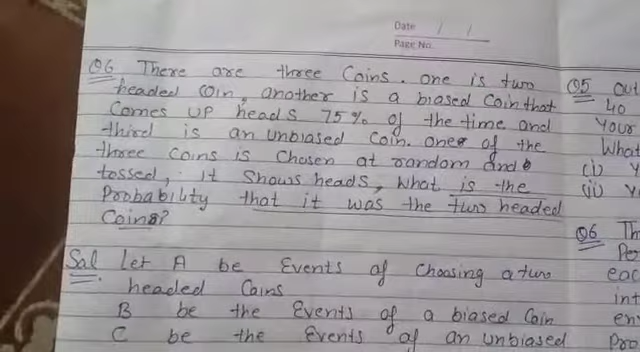 Date / /
Page No.
Q6 There are three Coins. one is two
headed Coin, another is a biased Coin that
Comes up heads 75% of the time and
third is an unbiased Coin. one of the
three Coins is Chosen at random and
tossed, it shows heads, what is the
Probability that it was the two headed
Coin?
Sol Let A be Events of Choosing a two
headed Coins
B be the Events of a biased Coin
C be the Events of an unbiased
Q5 Out
40
Your
What
(i) Y
(ii) Y
Q6 Th
Per
eac
int
en
Pro